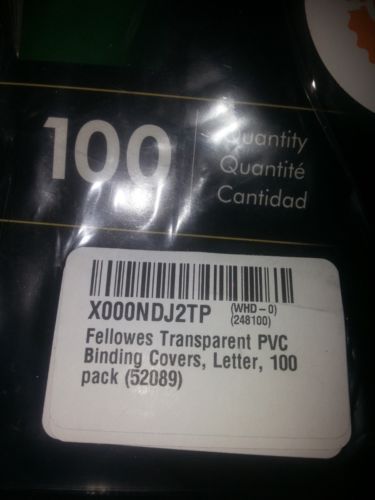 100
Quantity
Quantité
Cantidad
X000NDJ2TP (WHD-0)
(248100)
Fellowes Transparent PVC
Binding Covers, Letter, 100
pack (52089)